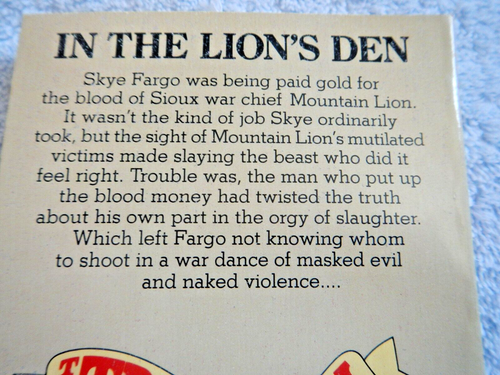 IN THE LION'S DEN
Skye Fargo was being paid gold for
the blood of Sioux war chief Mountain Lion.
It wasn't the kind of job Skye ordinarily
took, but the sight of Mountain Lion's mutilated
victims made slaying the beast who did it
feel right. Trouble was, the man who put up
the blood money had twisted the truth
about his own part in the orgy of slaughter.
Which left Fargo not knowing whom
to shoot in a war dance of masked evil
and naked violence....